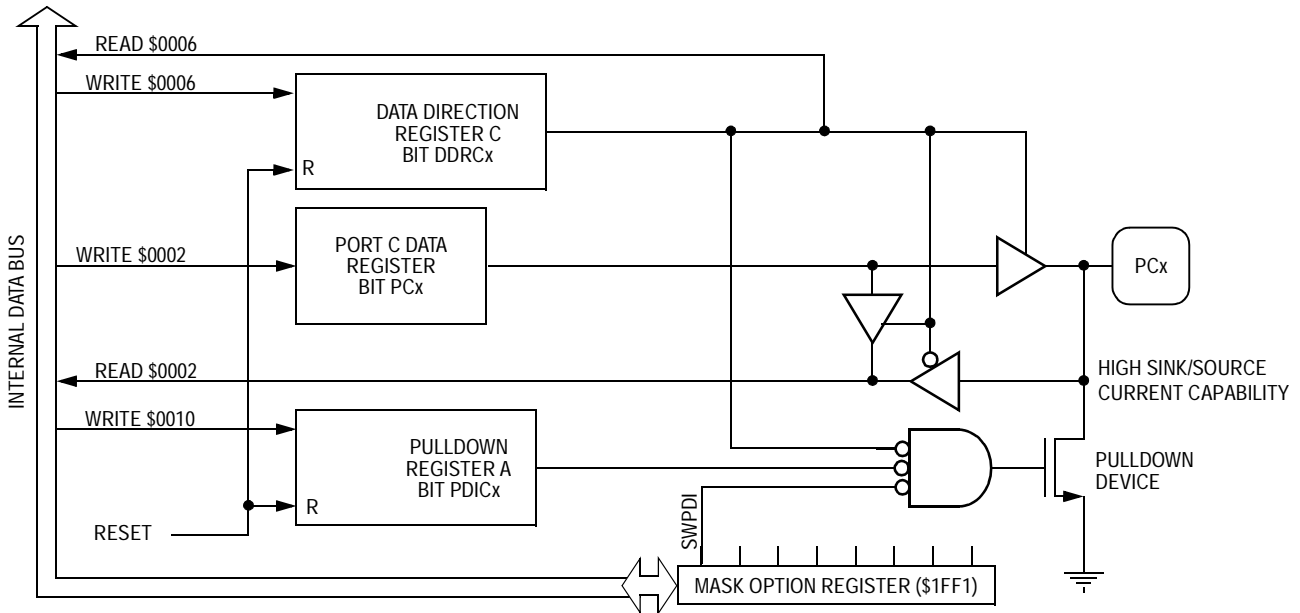 READ $0006
WRITE $0006
DATA DIRECTION
REGISTER C
BIT DDRCx
R
INTERNAL DATA BUS
WRITE $0002
PORT C DATA
REGISTER
BIT PCx
PCx
READ $0002
HIGH SINK/SOURCE
CURRENT CAPABILITY
WRITE $0010
PULLDOWN
REGISTER A
BIT PDICx
R
PULLDOWN
DEVICE
RESET
SWPDI
MASK OPTION REGISTER ($1FF1)